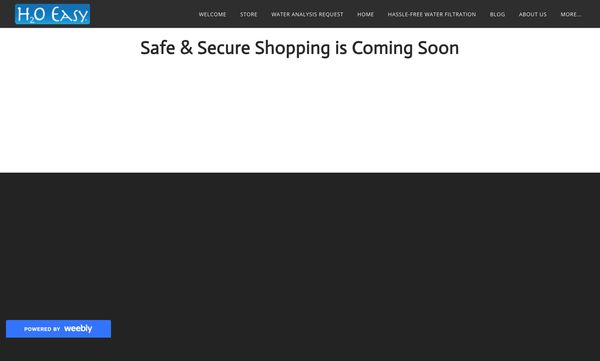 H2O Easy
WELCOME STORE WATER ANALYSIS REQUEST HOME HASSLE-FREE WATER FILTRATION BLOG ABOUT US MORE...
Safe & Secure Shopping is Coming Soon
POWERED BY weebly